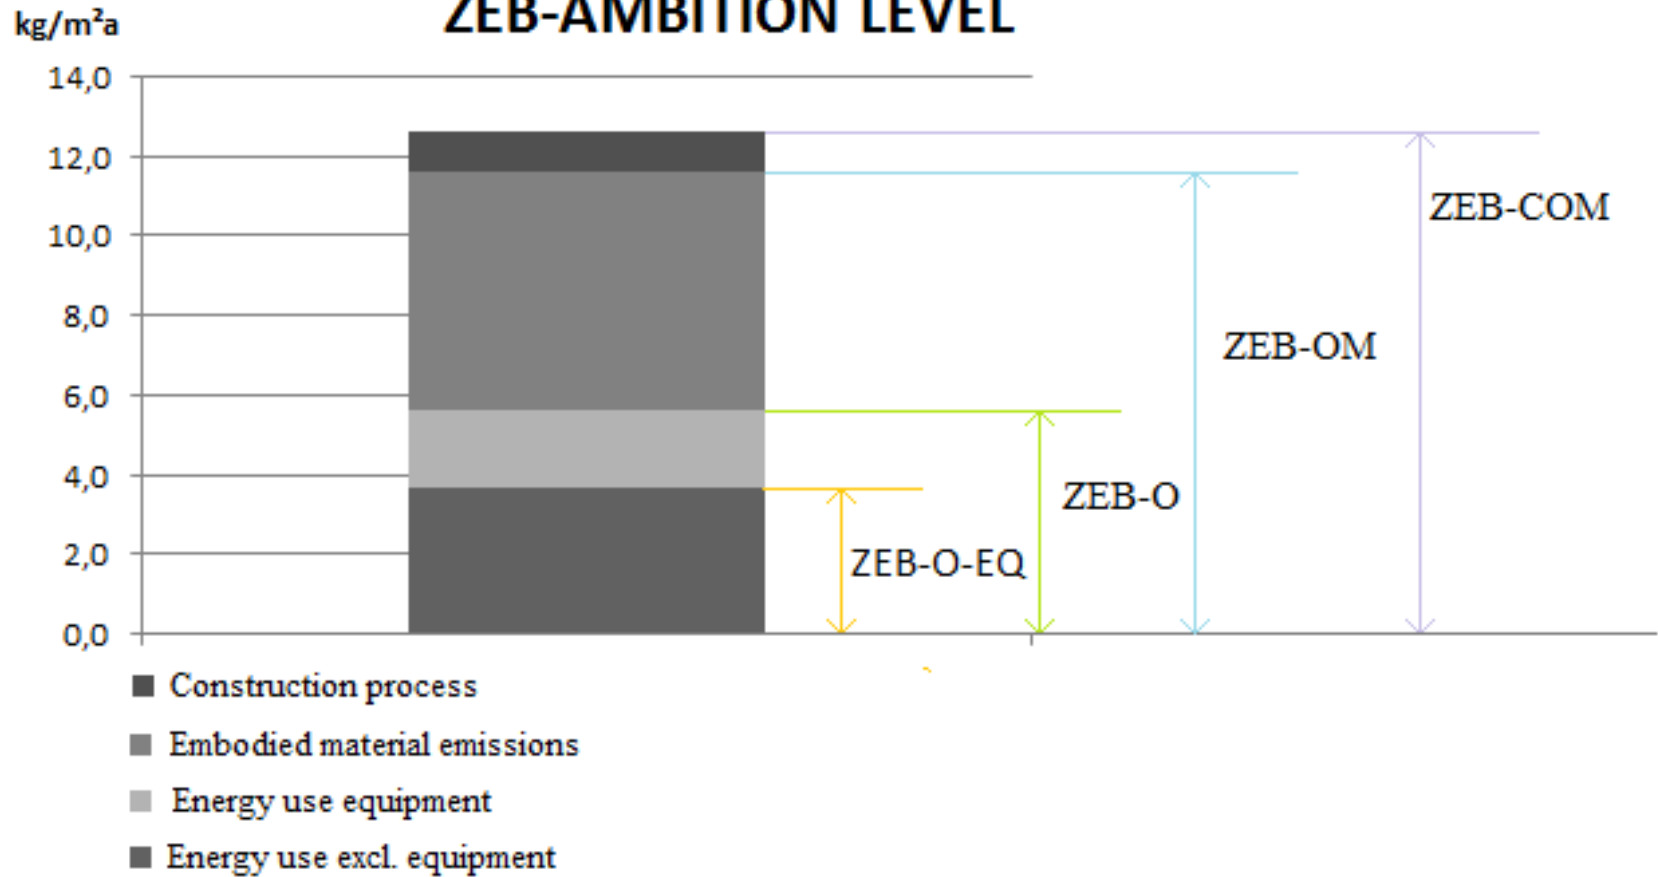 ZEB-AMBITION LEVEL
kg/m²a
14,0
12,0
10,0
8,0
6,0
4,0
2,0
0,0
ZEB-COM
ZEB-OM
ZEB-O
ZEB-O-EQ
Construction process
Embodied material emissions
Energy use equipment
Energy use excl. equipment